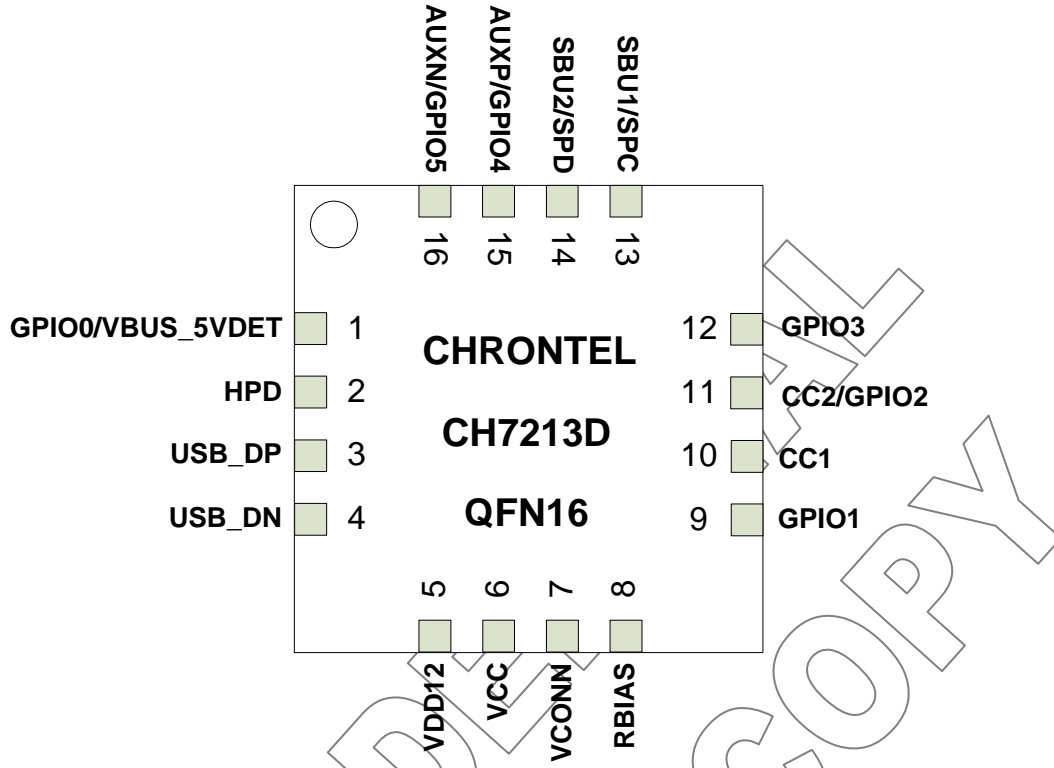 AUXN/GPIO5
AUXP/GPIO4
SBU2/SPD
SBU1/SPC
16
15
14
13
GPIO0/VBUS_5VDET 1
12 GPIO3
HPD 2
11 CC2/GPIO2
USB_DP 3
10 CC1
USB_DN 4
9 GPIO1
CHRONTEL
CH7213D
QFN16
5
6
7
8
VDD12
VCC
VCONN
RBIAS
COPY